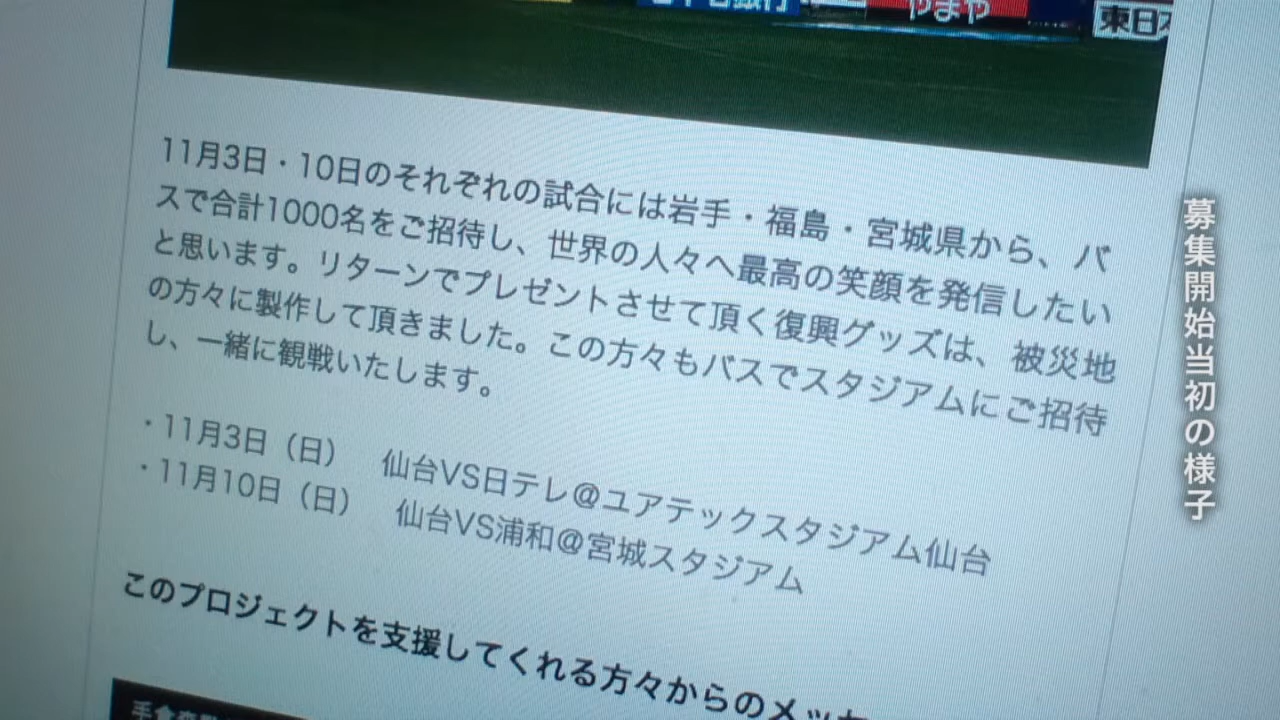 やまや
東日本
11月3日・10日のそれぞれの試合には岩手・福島・宮城県から、バ
スで合計1000名をご招待し、世界の人々へ最高の笑顔を発信したい
と思います。リターンでプレゼントさせて頂く復興グッズは、被災地
の方々に製作して頂きました。この方々もバスでスタジアムにご招待
し、一緒に観戦いたします。
・11月3日（日） 仙台VS日テレ＠ユアテックスタジアム仙台
・11月10日（日） 仙台VS浦和＠宮城スタジアム
このプロジェクトを支援してくれる方々からのメッセ
募集開始当初の様子